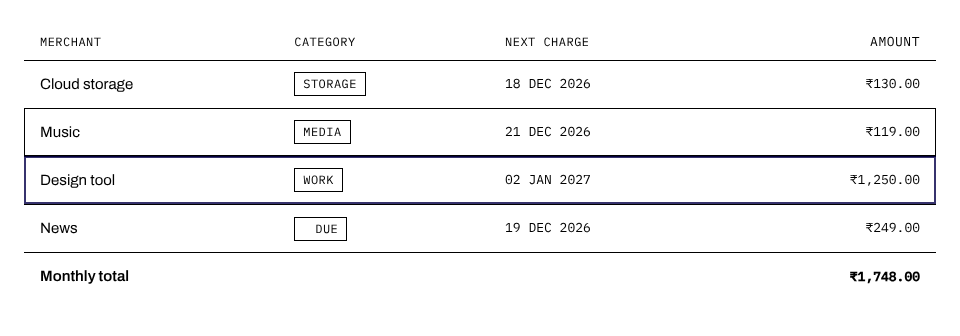 MERCHANT CATEGORY NEXT CHARGE AMOUNT
Cloud storage STORAGE 18 DEC 2026 ₹130.00
Music MEDIA 21 DEC 2026 ₹119.00
Design tool WORK 02 JAN 2027 ₹1,250.00
News DUE 19 DEC 2026 ₹249.00
Monthly total ₹1,748.00